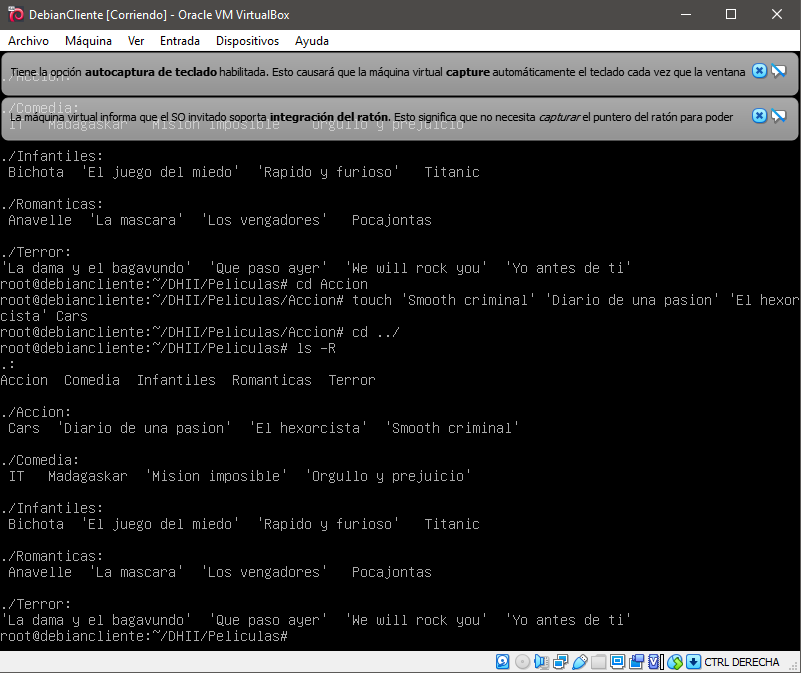 DebianCliente [Corriendo] - Oracle VM VirtualBox
Archivo Máquina Ver Entrada Dispositivos Ayuda
./Accion:
Tiene la opción autocaptura de teclado habilitada. Esto causará que la máquina virtual capture automáticamente el teclado cada vez que la ventana
./Comedia:
La máquina virtual informa que el SO invitado soporta integración del ratón. Esto significa que no necesita capturar el puntero del ratón para poder
IT Madagaskar 'Mision imposible' 'Orgullo y prejuicio'
./Infantiles:
Bichota 'El juego del miedo' 'Rapido y furioso' Titanic
./Romanticas:
Anavelle 'La mascara' 'Los vengadores' Pocajontas
./Terror:
'La dama y el bagavundo' 'Que paso ayer' 'We will rock you' 'Yo antes de ti'
root@debiancliente:~/DHII/Peliculas# cd Accion
root@debiancliente:~/DHII/Peliculas/Accion# touch 'Smooth criminal' 'Diario de una pasion' 'El hexor
cista' Cars
root@debiancliente:~/DHII/Peliculas/Accion# cd ../
root@debiancliente:~/DHII/Peliculas# ls -R
.:
Accion Comedia Infantiles Romanticas Terror
./Accion:
Cars 'Diario de una pasion' 'El hexorcista' 'Smooth criminal'
./Comedia:
IT Madagaskar 'Mision imposible' 'Orgullo y prejuicio'
./Infantiles:
Bichota 'El juego del miedo' 'Rapido y furioso' Titanic
./Romanticas:
Anavelle 'La mascara' 'Los vengadores' Pocajontas
./Terror:
'La dama y el bagavundo' 'Que paso ayer' 'We will rock you' 'Yo antes de ti'
root@debiancliente:~/DHII/Peliculas#
CTRL DERECHA